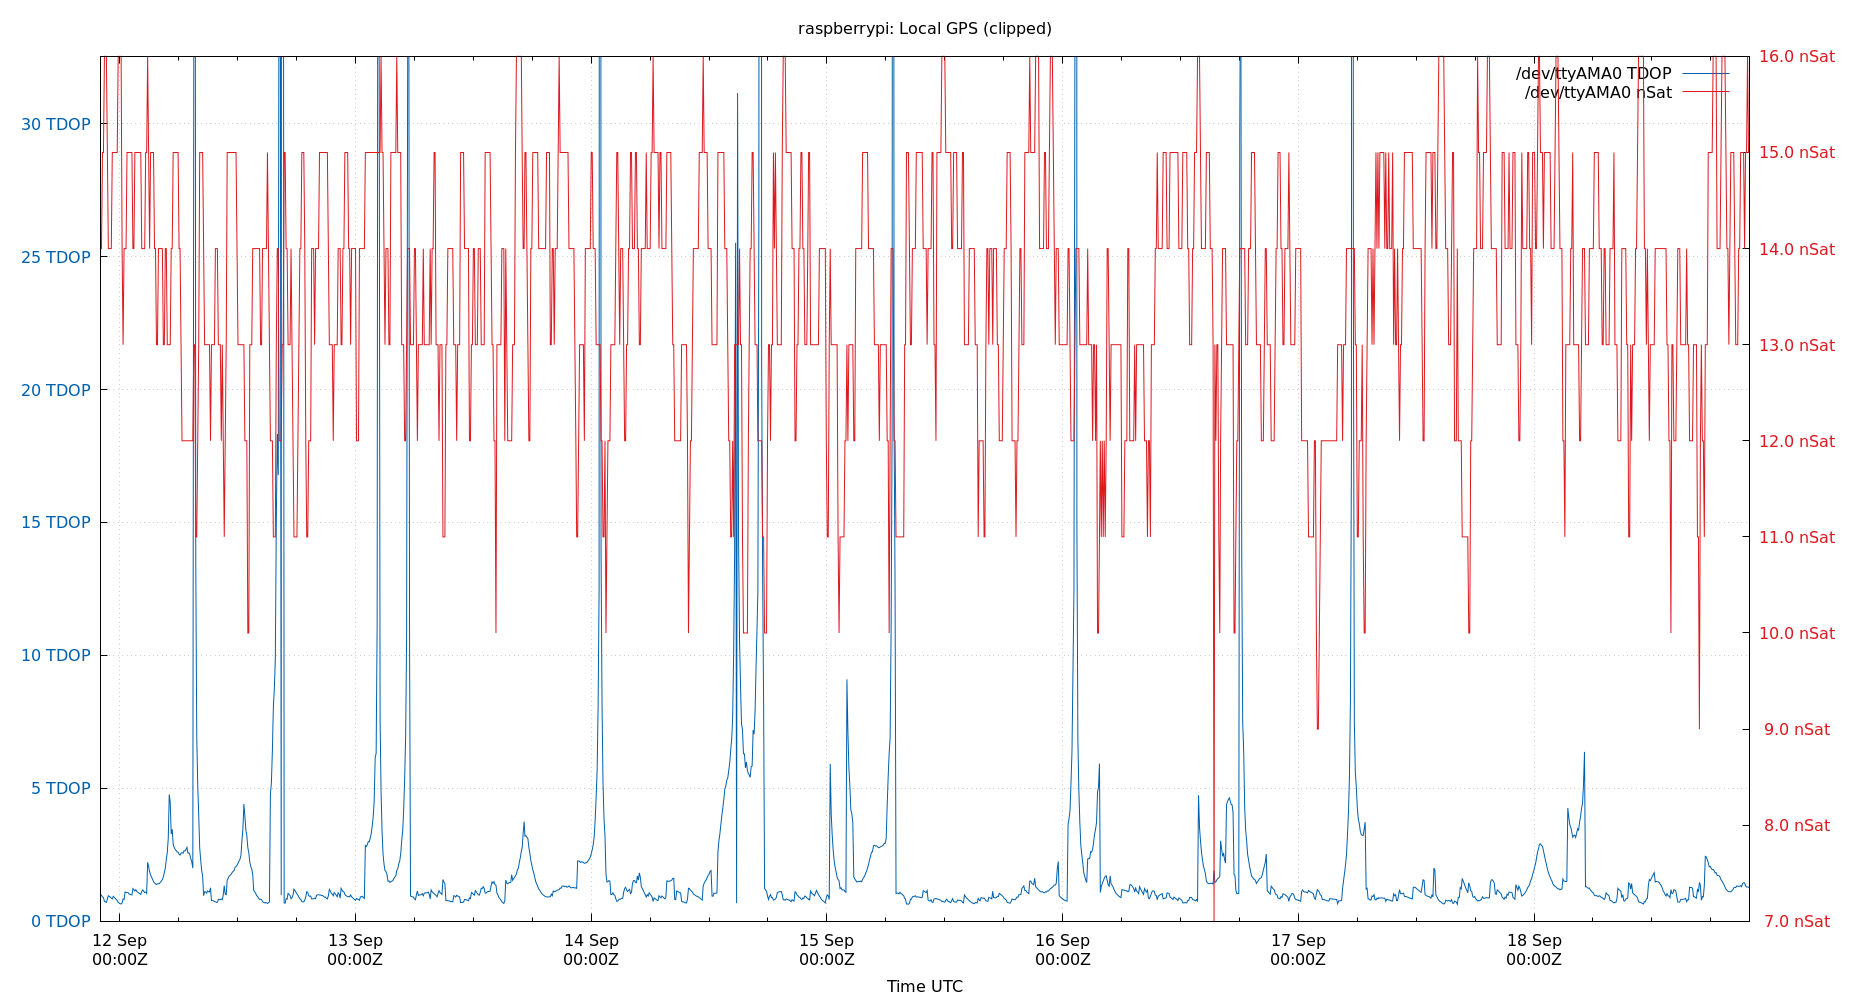 raspberrypi: Local GPS (clipped)
/dev/ttyAMA0 TDOP
/dev/ttyAMA0 nSat
30 TDOP
25 TDOP
20 TDOP
15 TDOP
10 TDOP
5 TDOP
0 TDOP
16.0 nSat
15.0 nSat
14.0 nSat
13.0 nSat
12.0 nSat
11.0 nSat
10.0 nSat
9.0 nSat
8.0 nSat
7.0 nSat
12 Sep
00:00Z
13 Sep
00:00Z
14 Sep
00:00Z
15 Sep
00:00Z
16 Sep
00:00Z
17 Sep
00:00Z
18 Sep
00:00Z
Time UTC